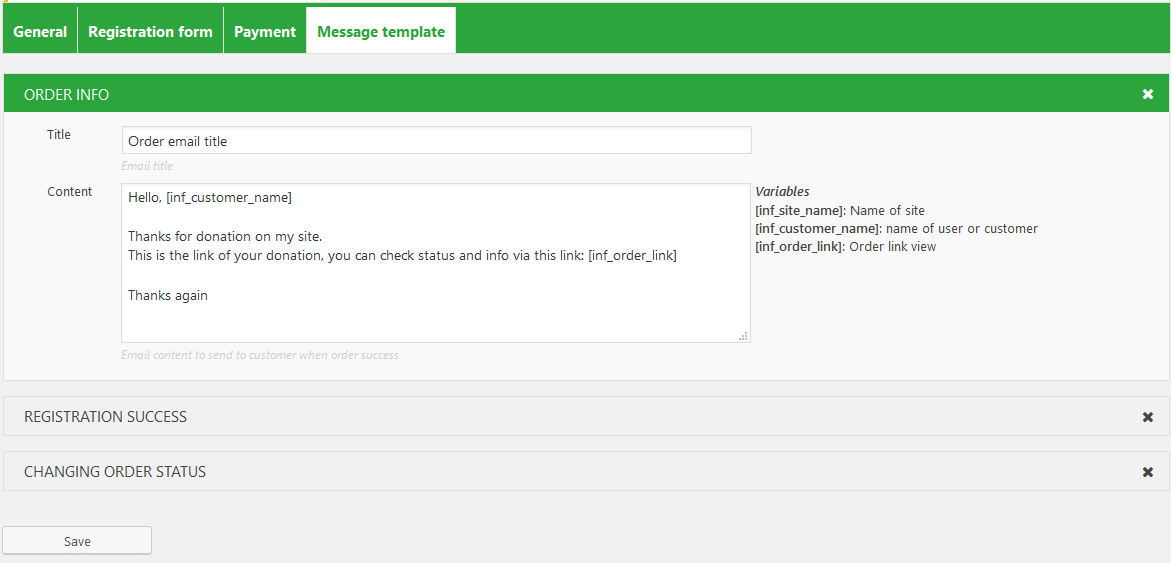 General Registration form Payment Message template
ORDER INFO
Title
Order email title
Email title
Content
Hello, [inf_customer_name]
Thanks for donation on my site.
This is the link of your donation, you can check status and info via this link: [inf_order_link]
Thanks again
Email content to send to customer when order success
Variables
[inf_site_name]: Name of site
[inf_customer_name]: name of user or customer
[inf_order_link]: Order link view
REGISTRATION SUCCESS
CHANGING ORDER STATUS
Save